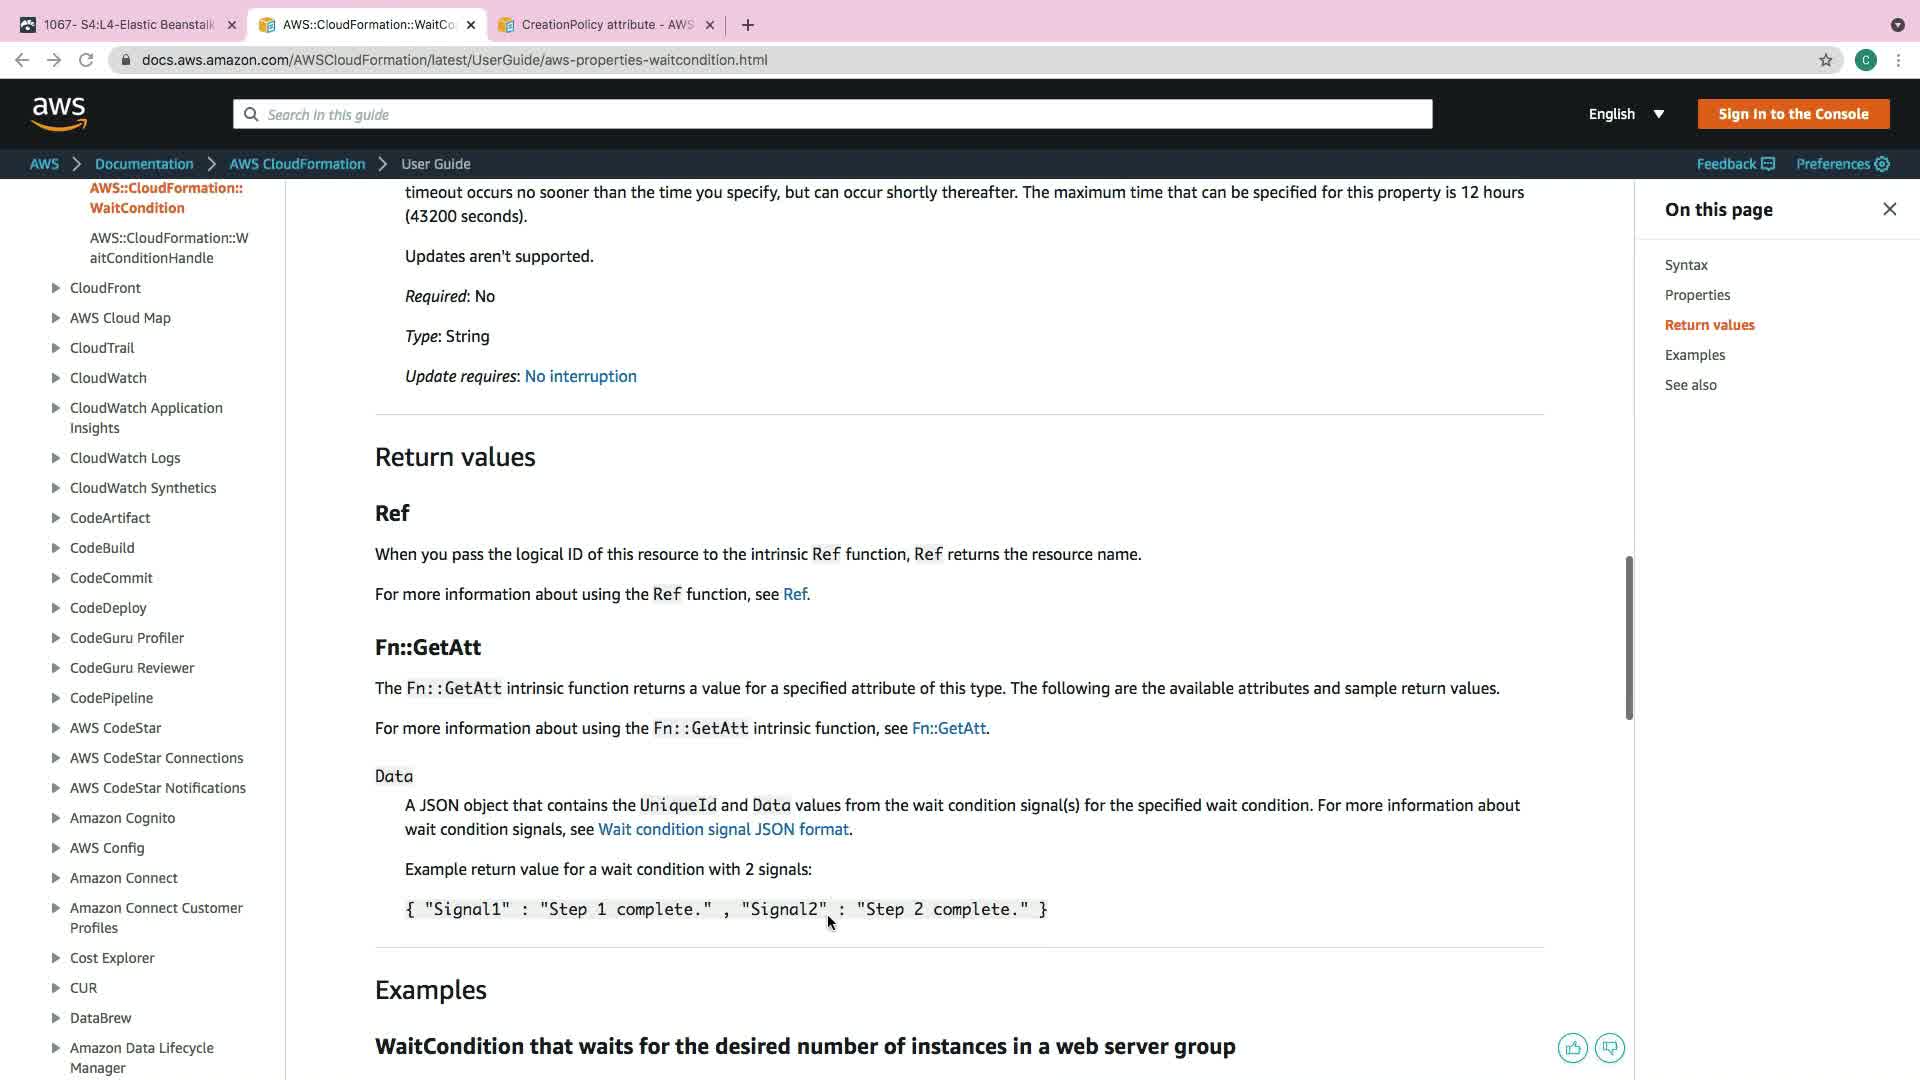 1067- S4:L4-Elastic Beanstalk
AWS::CloudFormation::WaitCo
CreationPolicy attribute - AWS
docs.aws.amazon.com/AWSCloudFormation/latest/UserGuide/aws-properties-waitcondition.html
C
aws
Search in this guide
English
Sign In to the Console
AWS
Documentation
AWS CloudFormation
User Guide
Feedback
Preferences
AWS::CloudFormation::
WaitCondition
AWS::CloudFormation::W
aitConditionHandle
CloudFront
AWS Cloud Map
CloudTrail
CloudWatch
CloudWatch Application
Insights
CloudWatch Logs
CloudWatch Synthetics
CodeArtifact
CodeBuild
CodeCommit
CodeDeploy
CodeGuru Profiler
CodeGuru Reviewer
CodePipeline
AWS CodeStar
AWS CodeStar Connections
AWS CodeStar Notifications
Amazon Cognito
AWS Config
Amazon Connect
Amazon Connect Customer
Profiles
Cost Explorer
CUR
DataBrew
Amazon Data Lifecycle
Manager
timeout occurs no sooner than the time you specify, but can occur shortly thereafter. The maximum time that can be specified for this property is 12 hours
(43200 seconds).
Updates aren't supported.
Required: No
Type: String
Update requires: No interruption
Return values
Ref
When you pass the logical ID of this resource to the intrinsic Ref function, Ref returns the resource name.
For more information about using the Ref function, see Ref.
Fn::GetAtt
The Fn::GetAtt intrinsic function returns a value for a specified attribute of this type. The following are the available attributes and sample return values.
For more information about using the Fn::GetAtt intrinsic function, see Fn::GetAtt.
Data
A JSON object that contains the UniqueId and Data values from the wait condition signal(s) for the specified wait condition. For more information about
wait condition signals, see Wait condition signal JSON format.
Example return value for a wait condition with 2 signals:
{ "Signal1" : "Step 1 complete." , "Signal2" : "Step 2 complete." }
Examples
WaitCondition that waits for the desired number of instances in a web server group
On this page
Syntax
Properties
Return values
Examples
See also